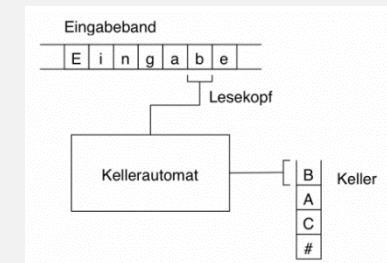 Eingabeband
E i n g a b e
Lesekopf
Kellerautomat
B
Keller
A
C
#